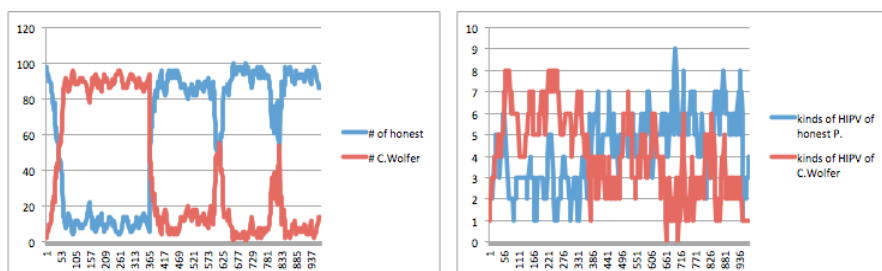 120
100
80
60
40
20
0
1 53 105 157 209 261 313 365 417 469 521 573 625 677 729 781 833 885 937
# of honest
# C.Wolfer
10
9
8
7
6
5
4
3
2
1
0
1 56 111 166 221 276 331 386 441 496 551 606 661 716 771 826 881 936
kinds of HIPV of
honest P.
kinds of HIPV of
C.Wolfer